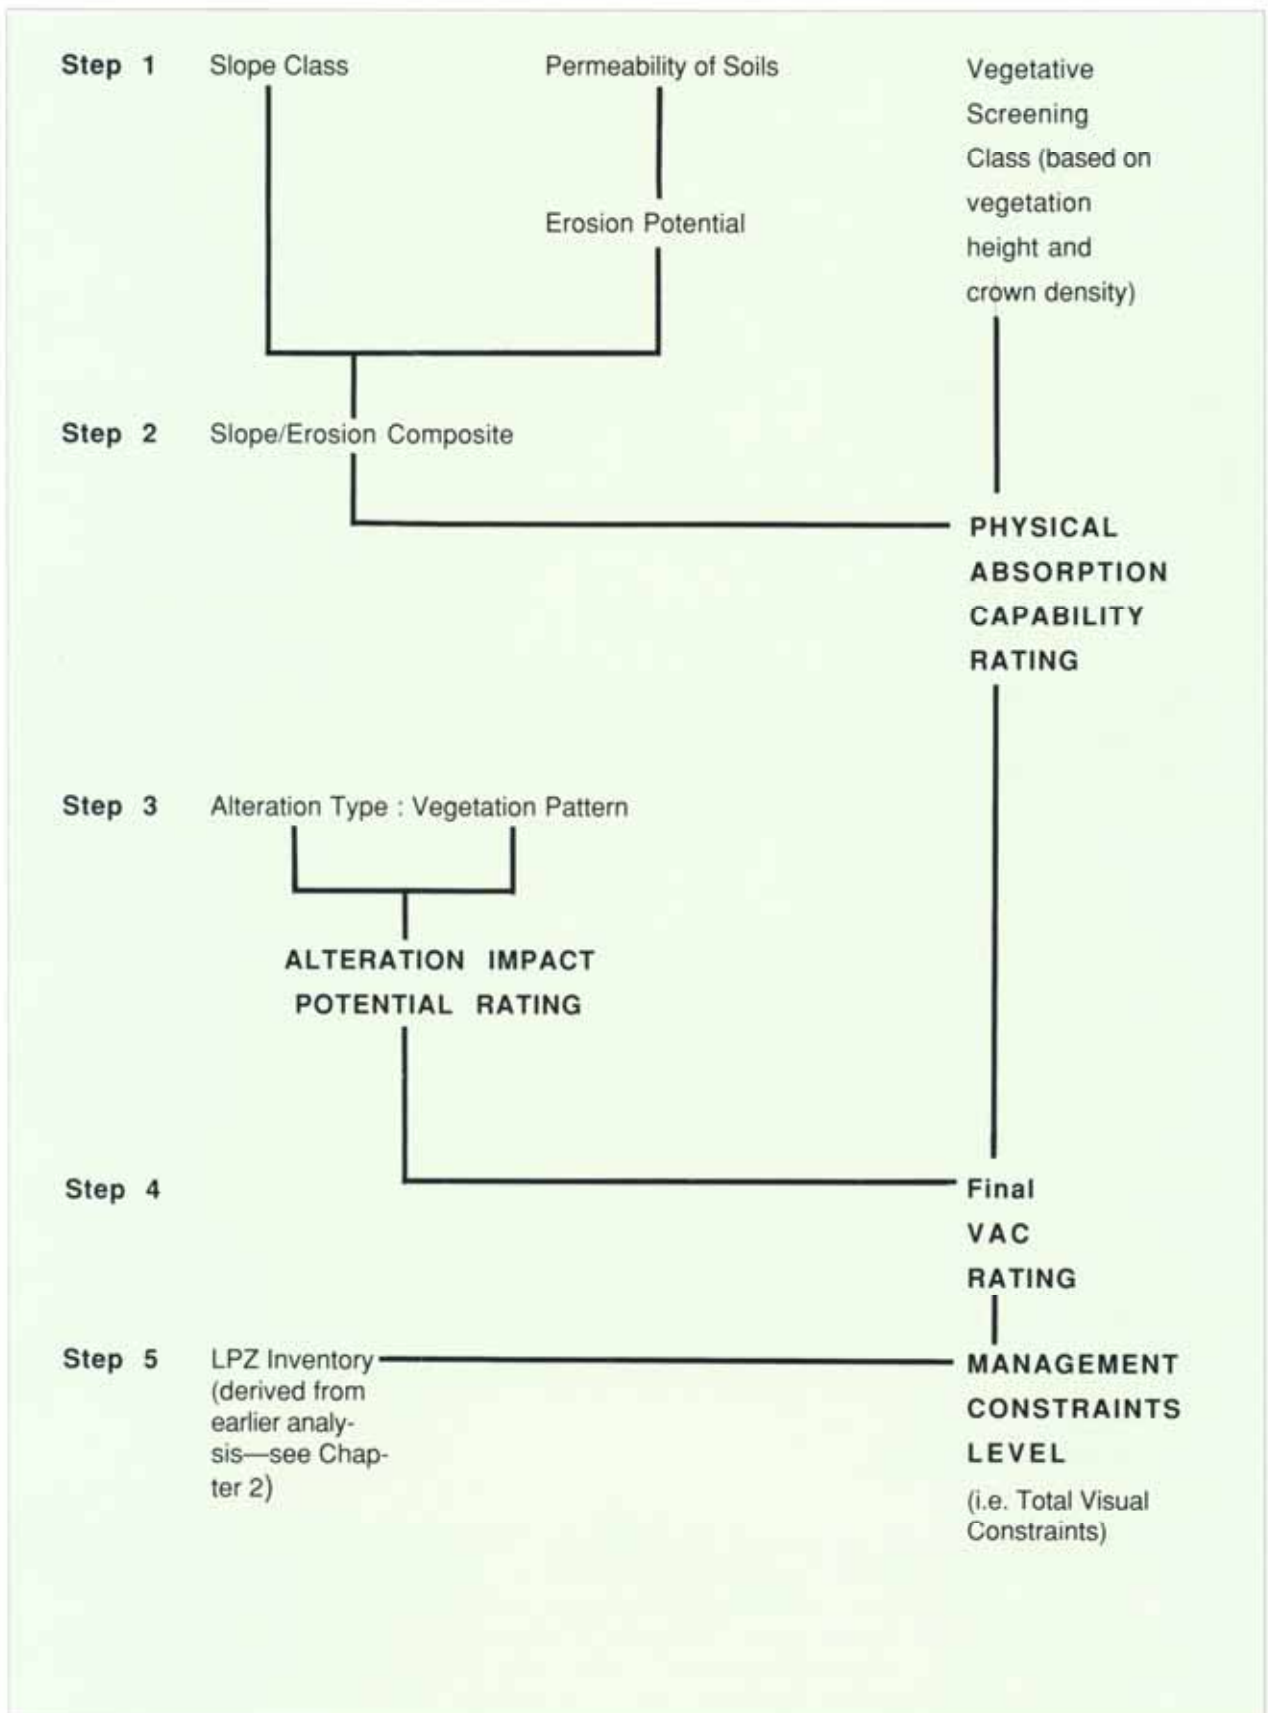 Step 1
Slope Class
Permeability of Soils
Erosion Potential
Vegetative
Screening
Class (based on
vegetation
height and
crown density)
Step 2
Slope/Erosion Composite
PHYSICAL
ABSORPTION
CAPABILITY
RATING
Step 3
Alteration Type : Vegetation Pattern
ALTERATION IMPACT
POTENTIAL RATING
Step 4
Final
VAC
RATING
Step 5
LPZ Inventory
(derived from
earlier analy-
sis—see Chap-
ter 2)
MANAGEMENT
CONSTRAINTS
LEVEL
(i.e. Total Visual
Constraints)